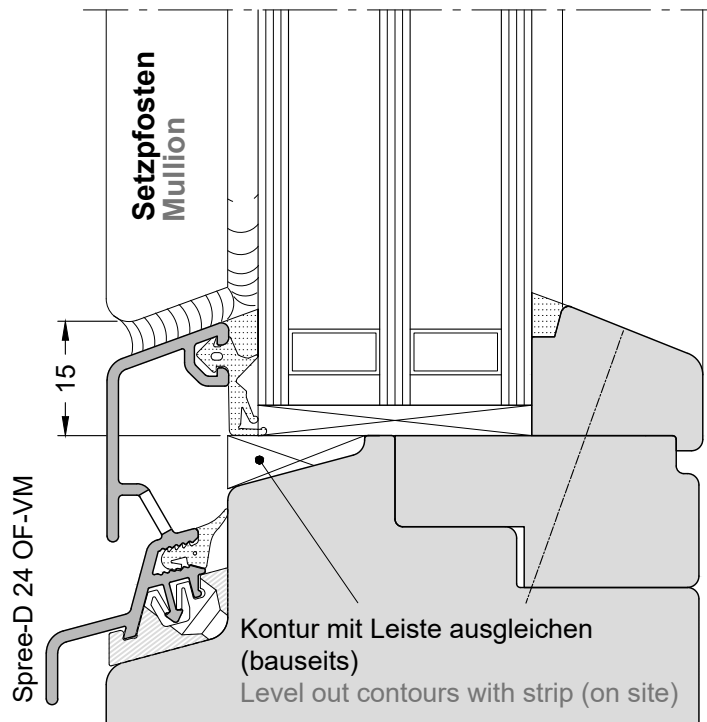 Setzpfosten
Mullion
15
Spree-D 24 OF-VM
Kontur mit Leiste ausgleichen
(bauseits)
Level out contours with strip (on site)